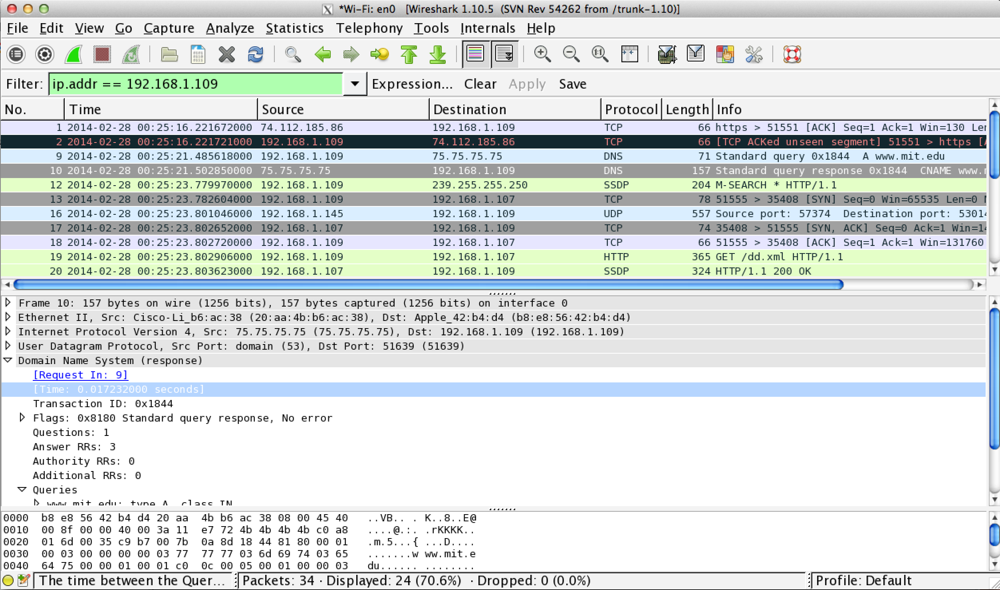 *Wi-Fi: en0   [Wireshark 1.10.5  (SVN Rev 54262 from /trunk-1.10)]
File Edit View Go Capture Analyze Statistics Telephony Tools Internals Help
Filter: ip.addr == 192.168.1.109 Expression... Clear Apply Save
No. Time Source Destination Protocol Length Info
1 2014-02-28 00:25:16.221672000 74.112.185.86 192.168.1.109 TCP 66 https > 51551 [ACK] Seq=1 Ack=1 Win=130 Len
2 2014-02-28 00:25:16.221721000 192.168.1.109 74.112.185.86 TCP 66 [TCP ACKed unseen segment] 51551 > https [A
9 2014-02-28 00:25:21.485618000 192.168.1.109 75.75.75.75 DNS 71 Standard query 0x1844  A www.mit.edu
10 2014-02-28 00:25:21.502850000 75.75.75.75 192.168.1.109 DNS 157 Standard query response 0x1844  CNAME www.
12 2014-02-28 00:25:23.779970000 192.168.1.109 239.255.255.250 SSDP 204 M-SEARCH * HTTP/1.1
13 2014-02-28 00:25:23.782604000 192.168.1.109 192.168.1.107 TCP 78 51555 > 35408 [SYN] Seq=0 Win=65535 Len=0
16 2014-02-28 00:25:23.801046000 192.168.1.145 192.168.1.109 UDP 557 Source port: 57374  Destination port: 53014
17 2014-02-28 00:25:23.802652000 192.168.1.107 192.168.1.109 TCP 74 35408 > 51555 [SYN, ACK] Seq=0 Ack=1 Win=14
18 2014-02-28 00:25:23.802720000 192.168.1.109 192.168.1.107 TCP 66 51555 > 35408 [ACK] Seq=1 Ack=1 Win=131760
19 2014-02-28 00:25:23.802906000 192.168.1.109 192.168.1.107 HTTP 365 GET /dd.xml HTTP/1.1
20 2014-02-28 00:25:23.803623000 192.168.1.107 192.168.1.109 SSDP 324 HTTP/1.1 200 OK
Frame 10: 157 bytes on wire (1256 bits), 157 bytes captured (1256 bits) on interface 0
Ethernet II, Src: Cisco-Li_b6:ac:38 (20:aa:4b:b6:ac:38), Dst: Apple_42:b4:d4 (b8:e8:56:42:b4:d4)
Internet Protocol Version 4, Src: 75.75.75.75 (75.75.75.75), Dst: 192.168.1.109 (192.168.1.109)
User Datagram Protocol, Src Port: domain (53), Dst Port: 51639 (51639)
Domain Name System (response)
[Request In: 9]
[Time: 0.017232000 seconds]
Transaction ID: 0x1844
Flags: 0x8180 Standard query response, No error
Questions: 1
Answer RRs: 3
Authority RRs: 0
Additional RRs: 0
Queries
www.mit.edu: type A, class IN
0000  b8 e8 56 42 b4 d4 20 aa  4b b6 ac 38 08 00 45 40   ..VB.. . K..8..E@
0010  00 8f 00 00 40 00 3a 11  e7 72 4b 4b 4b 4b c0 a8   ....@.:. .rKKKK..
0020  01 6d 00 35 c9 b7 00 7b  0a 8d 18 44 81 80 00 01   .m.5...{ ...D....
0030  00 03 00 00 00 00 03 77  77 77 03 6d 69 74 03 65   .......w ww.mit.e
0040  64 75 00 00 01 00 01 c0  0c 00 05 00 01 00 00 03   du...... ........
The time between the Quer... Packets: 34 · Displayed: 24 (70.6%)  · Dropped: 0 (0.0%) Profile: Default